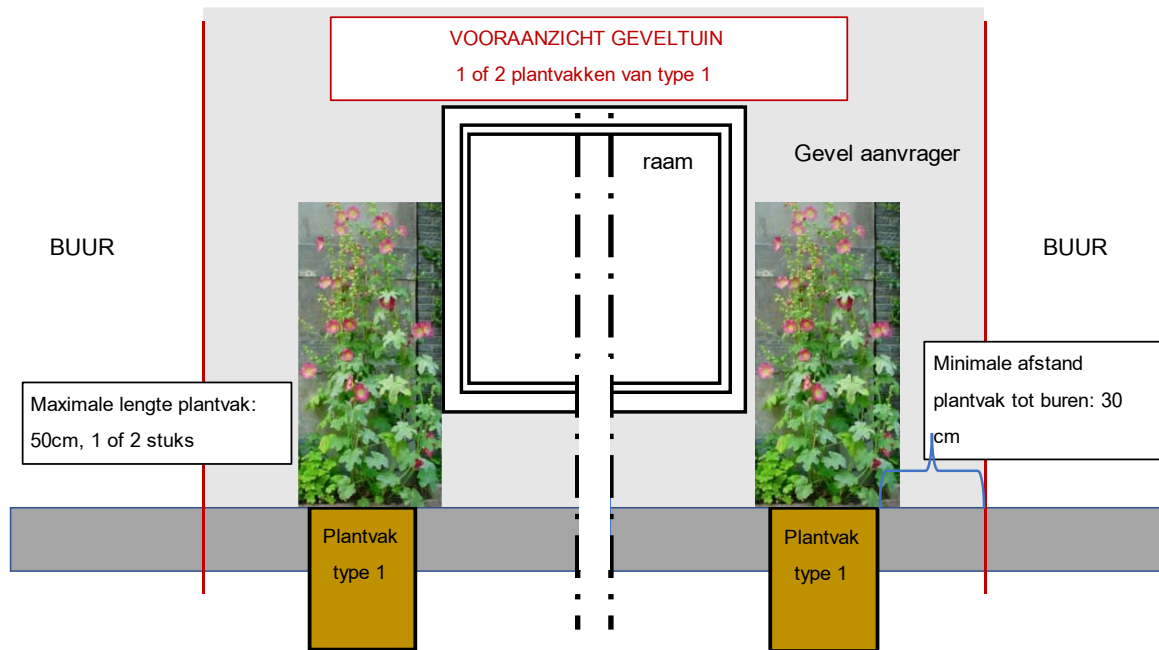 VOORAANZICHT GEVELTUIN
1 of 2 plantvakken van type 1
raam
Gevel aanvrager
BUUR
BUUR
Maximale lengte plantvak:
50cm, 1 of 2 stuks
Minimale afstand
plantvak tot buren: 30
cm
Plantvak
type 1
Plantvak
type 1